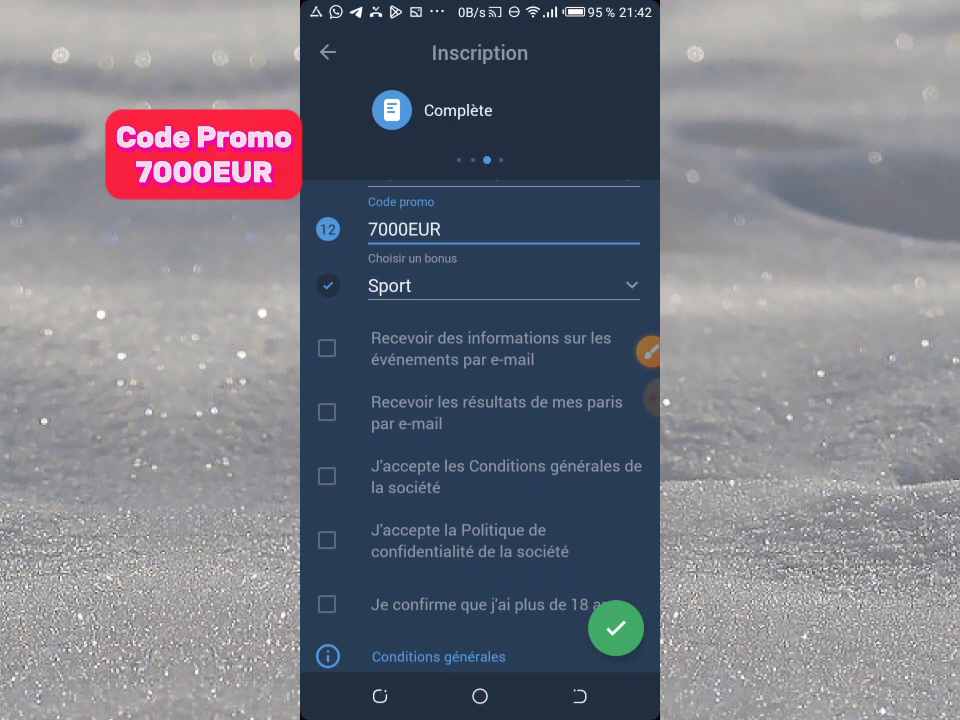 0B/s 95 % 21:42
Inscription
Complète
Code Promo
7000EUR
Code promo
12 7000EUR
Choisir un bonus
Sport
Recevoir des informations sur les
événements par e-mail
Recevoir les résultats de mes paris
par e-mail
J'accepte les Conditions générales de
la société
J'accepte la Politique de
confidentialité de la société
Je confirme que j'ai plus de 18
Conditions générales